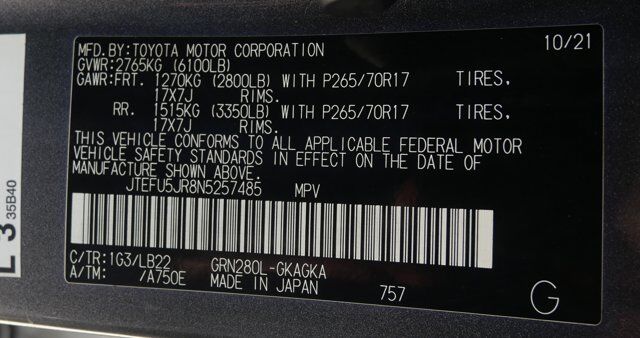 MFD.BY:TOYOTA MOTOR CORPORATION 10/21
GVWR:2765KG (6100LB)
GAWR:FRT. 1270KG (2800LB) WITH P265/70R17 TIRES,
17X7J RIMS.
RR. 1515KG (3350LB) WITH P265/70R17 TIRES,
17X7J RIMS.
THIS VEHICLE CONFORMS TO ALL APPLICABLE FEDERAL MOTOR
VEHICLE SAFETY STANDARDS IN EFFECT ON THE DATE OF
MANUFACTURE SHOWN ABOVE.
JTEFU5JR8N5257485 MPV
C/TR:1G3/LB22 GRN280L-GKAGKA
A/TM: /A750E MADE IN JAPAN 757 G
35B40